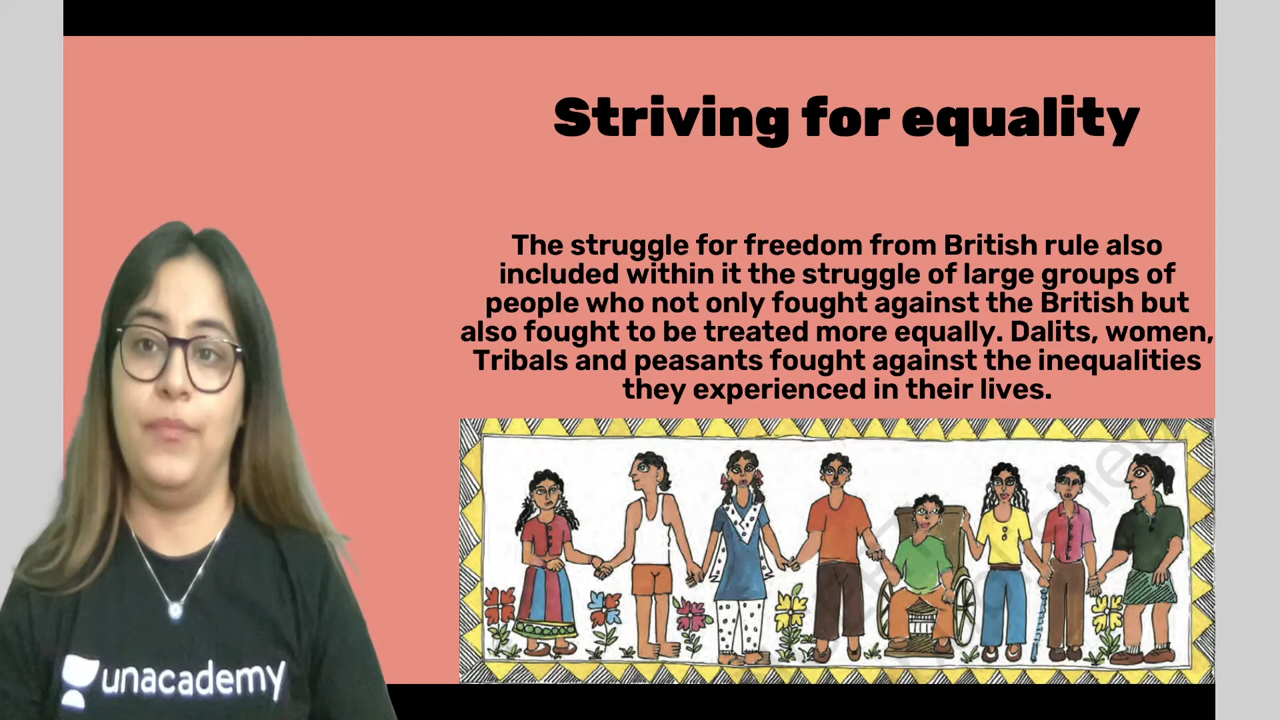 Striving for equality
The struggle for freedom from British rule also
included within it the struggle of large groups of
people who not only fought against the British but
also fought to be treated more equally. Dalits, women,
Tribals and peasants fought against the inequalities
they experienced in their lives.
unacademy